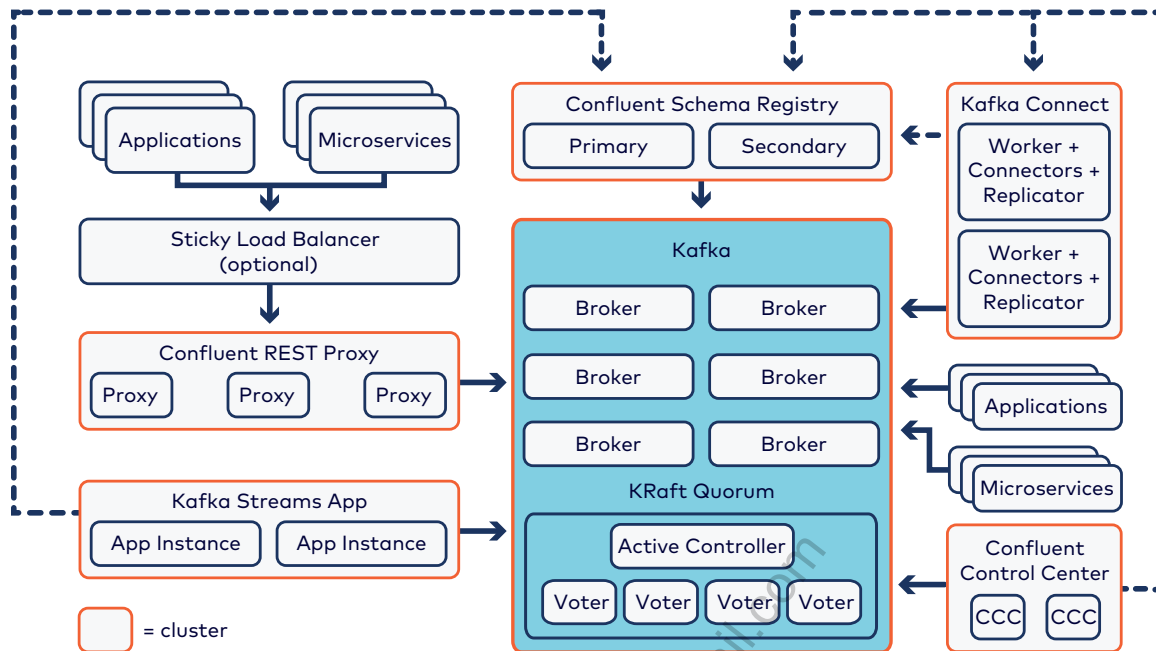 Applications
Microservices
Sticky Load Balancer
(optional)
Confluent REST Proxy
Proxy
Proxy
Proxy
Kafka Streams App
App Instance
App Instance
= cluster
Confluent Schema Registry
Primary
Secondary
Kafka
Broker
Broker
Broker
Broker
Broker
Broker
KRaft Quorum
Active Controller
Voter
Voter
Voter
Voter
Kafka Connect
Worker +
Connectors +
Replicator
Worker +
Connectors +
Replicator
Applications
Microservices
Confluent
Control Center
CCC
CCC